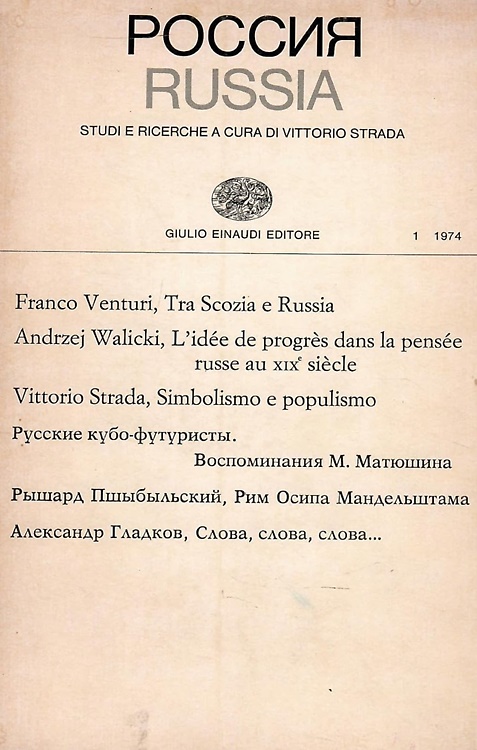 РОССИЯ
RUSSIA
STUDI E RICERCHE A CURA DI VITTORIO STRADA
GIULIO EINAUDI EDITORE 1 1974
Franco Venturi, Tra Scozia e Russia
Andrzej Walicki, L'idée de progrès dans la pensée
russe au XIXe siècle
Vittorio Strada, Simbolismo e populismo
Русские кубо-футуристы.
Воспоминания М. Матюшина
Рышард Пшыбыльский, Рим Осипа Мандельштама
Александр Гладков, Слова, слова, слова...